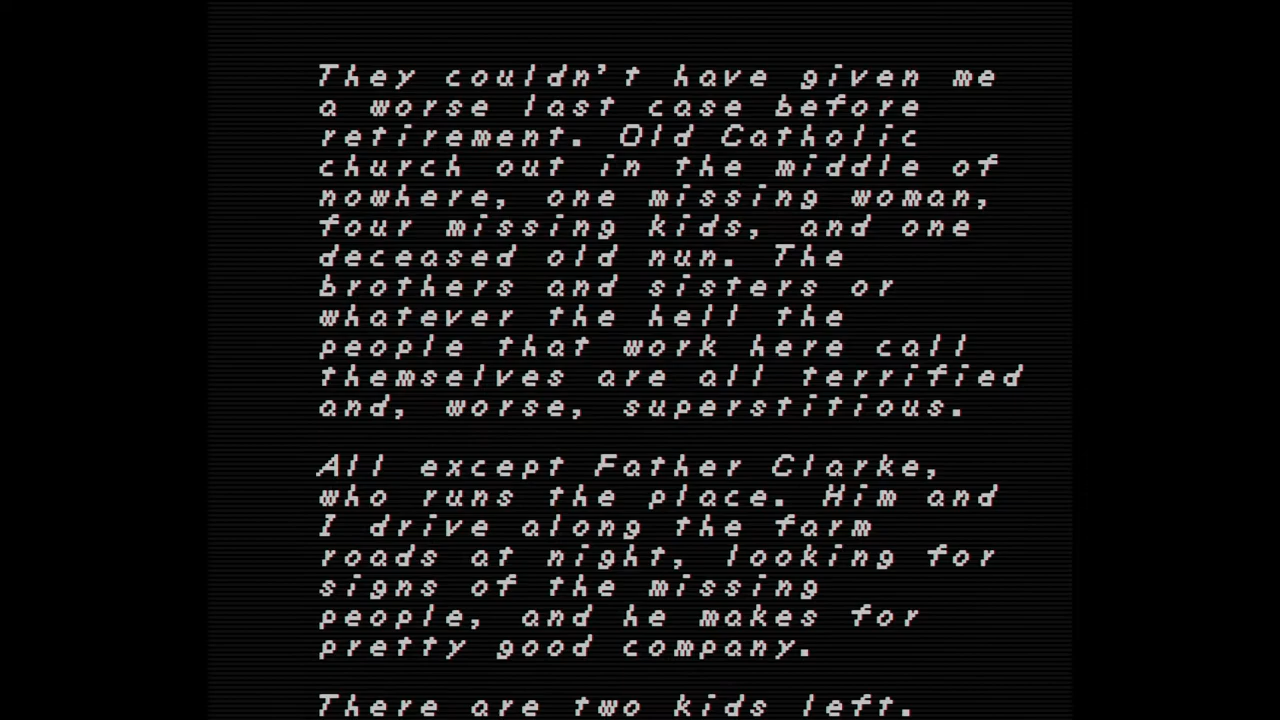 They couldn't have given me
a worse last case before
retirement. Old Catholic
church out in the middle of
nowhere, one missing woman,
four missing kids, and one
deceased old nun. The
brothers and sisters or
whatever the hell the
people that work here call
themselves are all terrified
and, worse, superstitious.
All except Father Clarke,
who runs the place. Him and
I drive along the farm
roads at night, looking for
signs of the missing
people, and he makes for
pretty good company.
There are two kids left.